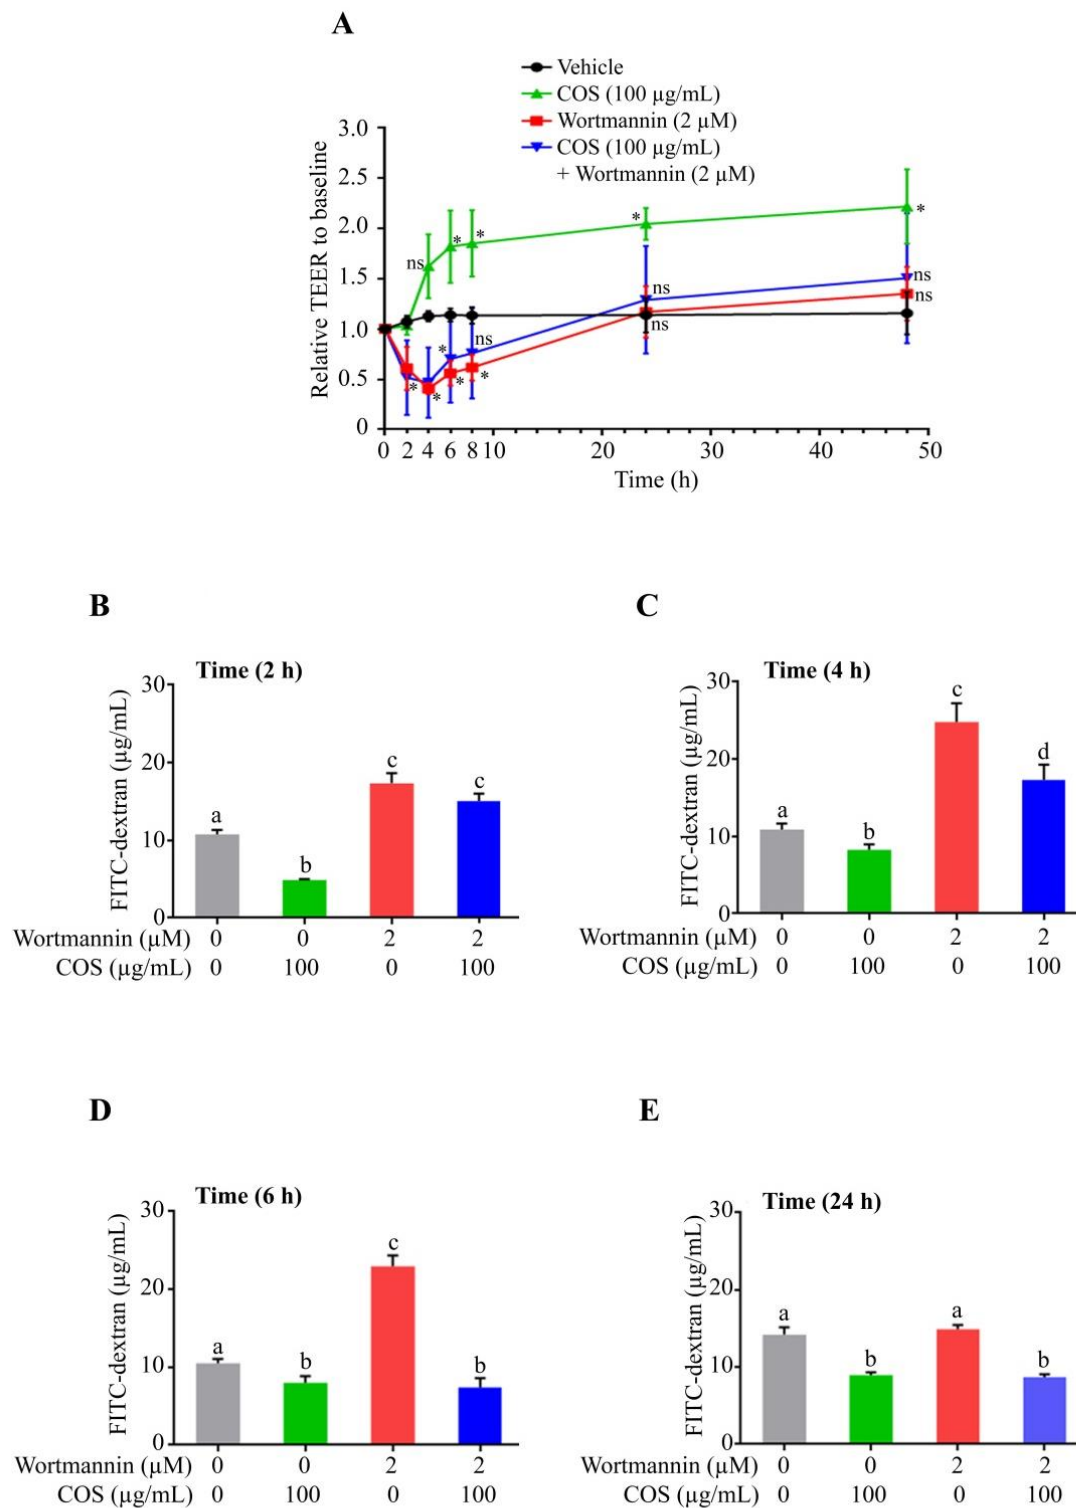 A
Vehicle
COS (100 µg/mL)
Wortmannin (2 µM)
COS (100 µg/mL)
+ Wortmannin (2 µM)
Relative TEER to baseline
3.0
2.5
2.0
1.5
1.0
0.5
0
ns
*
*
*
*
ns
ns
ns
ns
*
ns
*
*
*
*
0 2 4 6 8 10 20 30 40 50
Time (h)
B
Time (2 h)
FITC-dextran (µg/mL)
30
20
10
0
a b c c
Wortmannin (µM) 0 0 2 2
COS (µg/mL) 0 100 0 100
C
Time (4 h)
FITC-dextran (µg/mL)
30
20
10
0
a b c d
Wortmannin (µM) 0 0 2 2
COS (µg/mL) 0 100 0 100
D
Time (6 h)
FITC-dextran (µg/mL)
30
20
10
0
a b c b
Wortmannin (µM) 0 0 2 2
COS (µg/mL) 0 100 0 100
E
Time (24 h)
FITC-dextran (µg/mL)
30
20
10
0
a b a b
Wortmannin (µM) 0 0 2 2
COS (µg/mL) 0 100 0 100